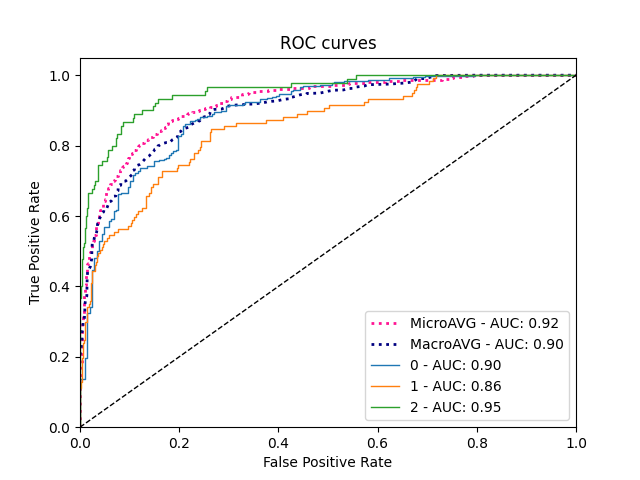 ROC curves
True Positive Rate
1.0
0.8
0.6
0.4
0.2
0.0
0.0 0.2 0.4 0.6 0.8 1.0
False Positive Rate
MicroAVG - AUC: 0.92
MacroAVG - AUC: 0.90
0 - AUC: 0.90
1 - AUC: 0.86
2 - AUC: 0.95